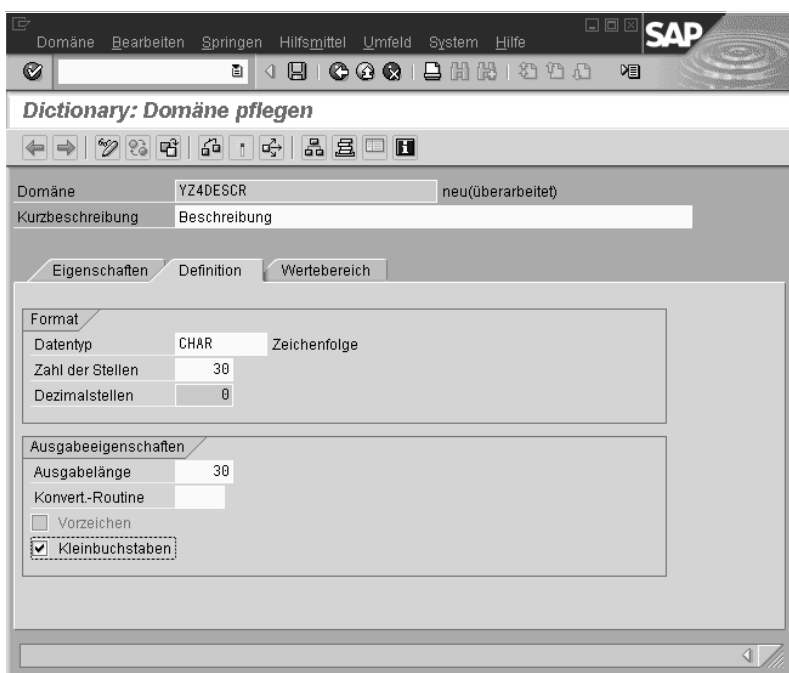 Domäne Bearbeiten Springen Hilfsmittel Umfeld System Hilfe
SAP
Dictionary: Domäne pflegen
Domäne YZ4DESCR neu(überarbeitet)
Kurzbeschreibung Beschreibung
Eigenschaften Definition Wertebereich
Format
Datentyp CHAR Zeichenfolge
Zahl der Stellen 30
Dezimalstellen 0
Ausgabeeigenschaften
Ausgabelänge 30
Konvert.-Routine
Vorzeichen
Kleinbuchstaben